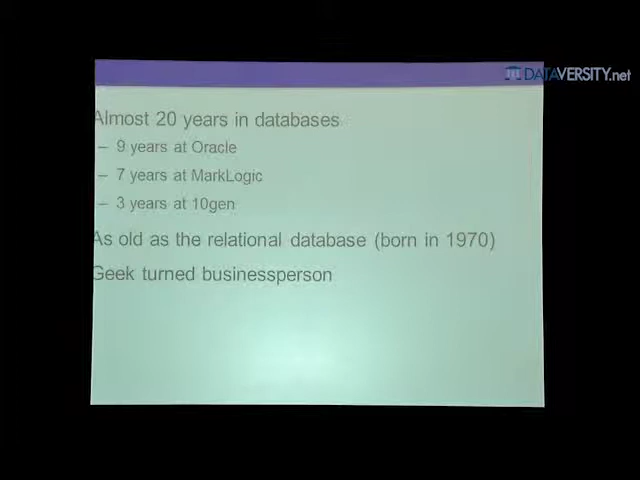 DATAVERSITY.net
Almost 20 years in databases
– 9 years at Oracle
– 7 years at MarkLogic
– 3 years at 10gen
As old as the relational database (born in 1970)
Geek turned businessperson